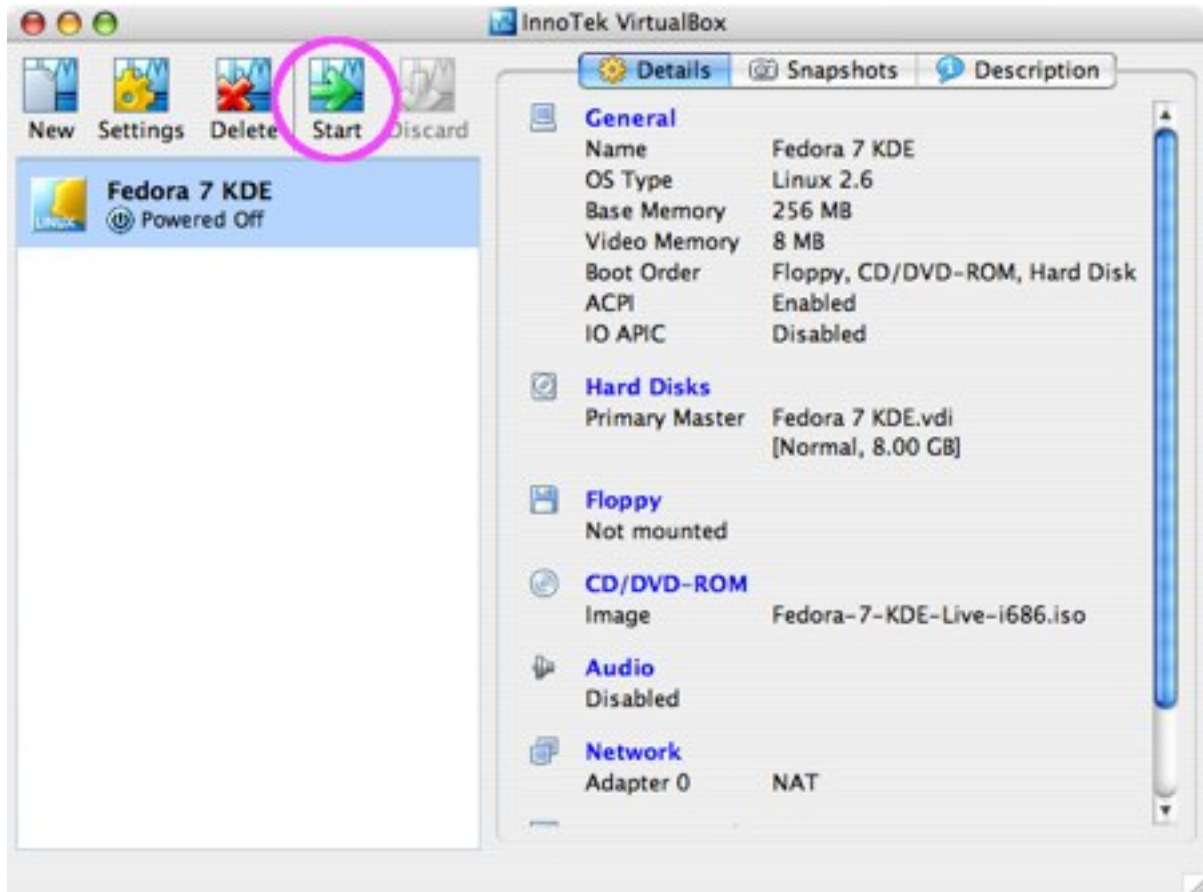 InnoTek VirtualBox
New Settings Delete Start Discard
Fedora 7 KDE
Powered Off
LINUX
Details Snapshots Description
General
Name Fedora 7 KDE
OS Type Linux 2.6
Base Memory 256 MB
Video Memory 8 MB
Boot Order Floppy, CD/DVD-ROM, Hard Disk
ACPI Enabled
IO APIC Disabled
Hard Disks
Primary Master Fedora 7 KDE.vdi
[Normal, 8.00 GB]
Floppy
Not mounted
CD/DVD-ROM
Image Fedora-7-KDE-Live-i686.iso
Audio
Disabled
Network
Adapter 0 NAT